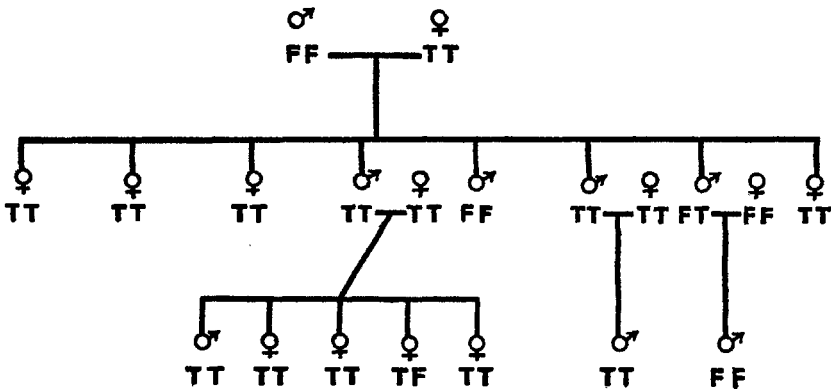 ♂ ♀
FF TT
♀ ♀ ♀ ♂ ♀ ♂ ♂ ♀ ♂ ♀ ♀
TT TT TT TT TT FF TT TT FT FF TT
♂ ♀ ♀ ♀ ♀ ♂ ♂
TT TT TT TF TT TT FF